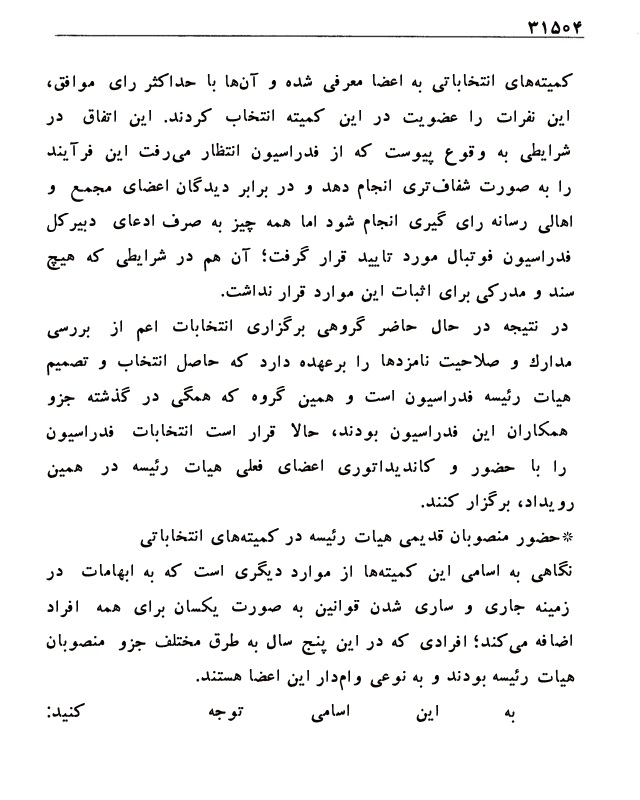 ۳۱۵۰۴
کمیته‌های انتخاباتی به اعضا معرفی شده و آن‌ها با حداکثر رای موافق،
این نفرات را عضویت در این کمیته انتخاب کردند. این اتفاق در
شرایطی به وقوع پیوست که از فدراسیون انتظار می‌رفت این فرآیند
را به صورت شفاف‌تری انجام دهد و در برابر دیدگان اعضای مجمع و
اهالی رسانه رای گیری انجام شود اما همه چیز به صرف ادعای دبیرکل
فدراسیون فوتبال مورد تایید قرار گرفت؛ آن هم در شرایطی که هیچ
سند و مدرکی برای اثبات این موارد قرار نداشت.
در نتیجه در حال حاضر گروهی برگزاری انتخابات اعم از بررسی
مدارك و صلاحیت نامزدها را برعهده دارد که حاصل انتخاب و تصمیم
هیات رئیسه فدراسیون است و همین گروه که همگی در گذشته جزو
همکاران این فدراسیون بودند، حالا قرار است انتخابات فدراسیون
را با حضور و کاندیداتوری اعضای فعلی هیات رئیسه در همین
رویداد، برگزار کنند.
*حضور منصوبان قدیمی هیات رئیسه در کمیته‌های انتخاباتی
نگاهی به اسامی این کمیته‌ها از موارد دیگری است که به ابهامات در
زمینه جاری و ساری شدن قوانین به صورت یکسان برای همه افراد
اضافه می‌کند؛ افرادی که در این پنج سال به طرق مختلف جزو منصوبان
هیات رئیسه بودند و به نوعی وام‌دار این اعضا هستند.
به این اسامی توجه کنید: